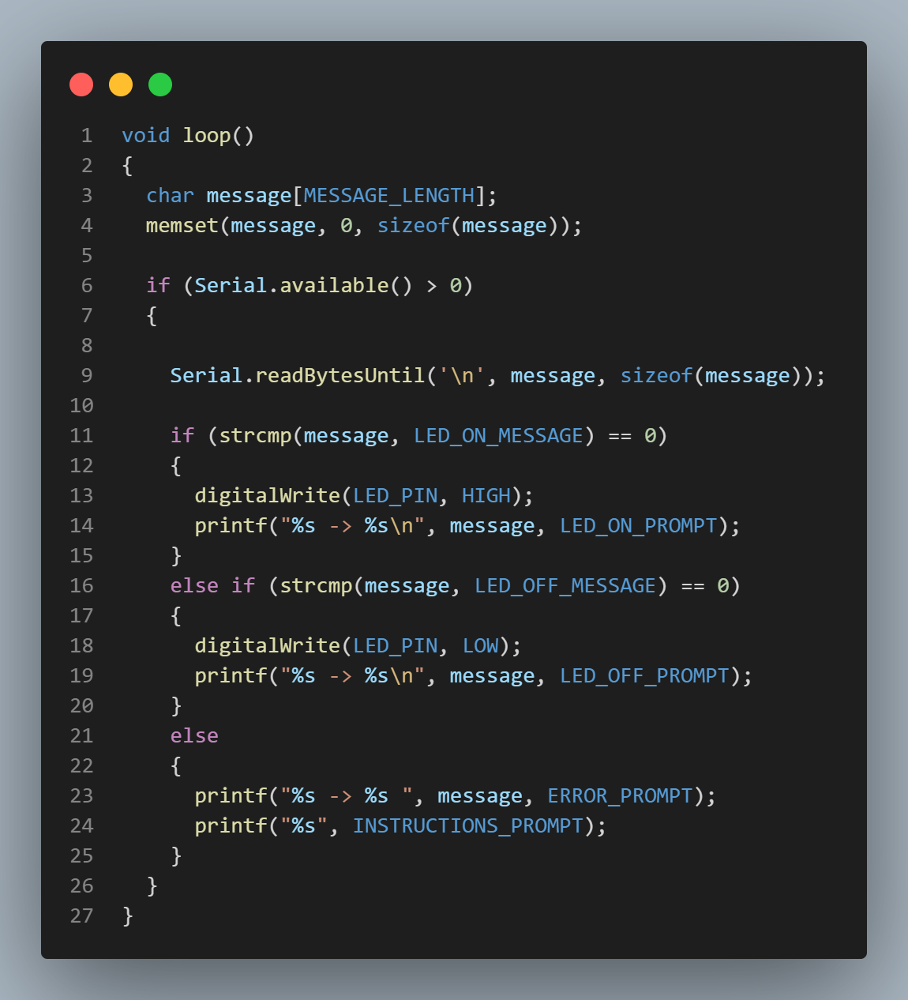 1 void loop()
2 {
3   char message[MESSAGE_LENGTH];
4   memset(message, 0, sizeof(message));
5
6   if (Serial.available() > 0)
7   {
8
9     Serial.readBytesUntil('\n', message, sizeof(message));
10
11     if (strcmp(message, LED_ON_MESSAGE) == 0)
12     {
13       digitalWrite(LED_PIN, HIGH);
14       printf("%s -> %s\n", message, LED_ON_PROMPT);
15     }
16     else if (strcmp(message, LED_OFF_MESSAGE) == 0)
17     {
18       digitalWrite(LED_PIN, LOW);
19       printf("%s -> %s\n", message, LED_OFF_PROMPT);
20     }
21     else
22     {
23       printf("%s -> %s ", message, ERROR_PROMPT);
24       printf("%s", INSTRUCTIONS_PROMPT);
25     }
26   }
27 }